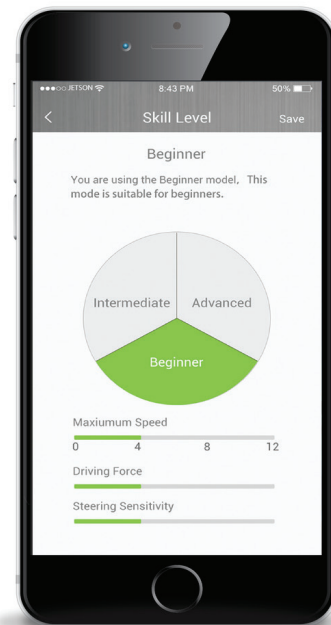 JETSON 8:43 PM 50%
< Skill Level Save
Beginner
You are using the Beginner model, This
mode is suitable for beginners.
Intermediate Advanced
Beginner
Maxiumum Speed
0 4 8 12
Driving Force
Steering Sensitivity